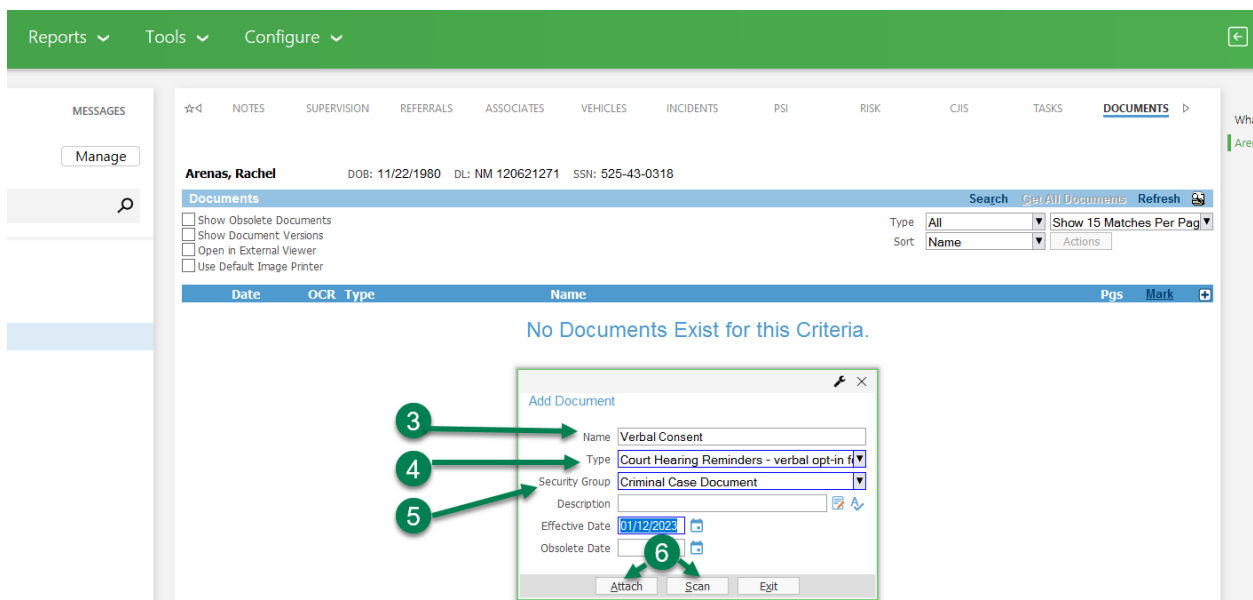 Reports Tools Configure
MESSAGES
Manage
NOTES SUPERVISION REFERRALS ASSOCIATES VEHICLES INCIDENTS PSI RISK CJIS TASKS DOCUMENTS
Wha
Aren
Arenas, Rachel DOB: 11/22/1980 DL: NM 120621271 SSN: 525-43-0318
Documents Search Get All Documents Refresh
Show Obsolete Documents
Show Document Versions
Open in External Viewer
Use Default Image Printer
Type All Show 15 Matches Per Pag
Sort Name Actions
Date OCR Type Name Pgs Mark
No Documents Exist for this Criteria.
Add Document
3
Name Verbal Consent
4
Type Court Hearing Reminders - verbal opt-in f
5
Security Group Criminal Case Document
Description
Effective Date 01/12/2023
Obsolete Date
6
Attach Scan Exit